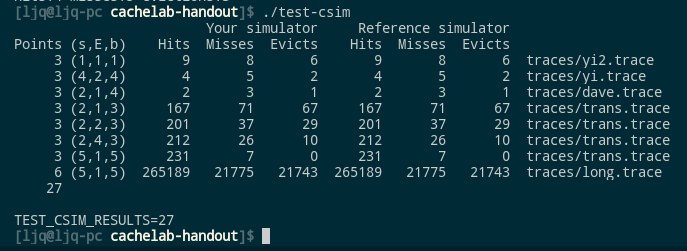 [ljq@ljq-pc cachelab-handout]$ ./test-csim
                        Your simulator     Reference simulator
Points (s,E,b)    Hits  Misses  Evicts    Hits  Misses  Evicts
     3 (1,1,1)       9       8       6       9       8       6  traces/yi2.trace
     3 (4,2,4)       4       5       2       4       5       2  traces/yi.trace
     3 (2,1,4)       2       3       1       2       3       1  traces/dave.trace
     3 (2,1,3)     167      71      67     167      71      67  traces/trans.trace
     3 (2,2,3)     201      37      29     201      37      29  traces/trans.trace
     3 (2,4,3)     212      26      10     212      26      10  traces/trans.trace
     3 (5,1,5)     231       7       0     231       7       0  traces/trans.trace
     6 (5,1,5)  265189   21775   21743  265189   21775   21743  traces/long.trace
    27
TEST_CSIM_RESULTS=27
[ljq@ljq-pc cachelab-handout]$